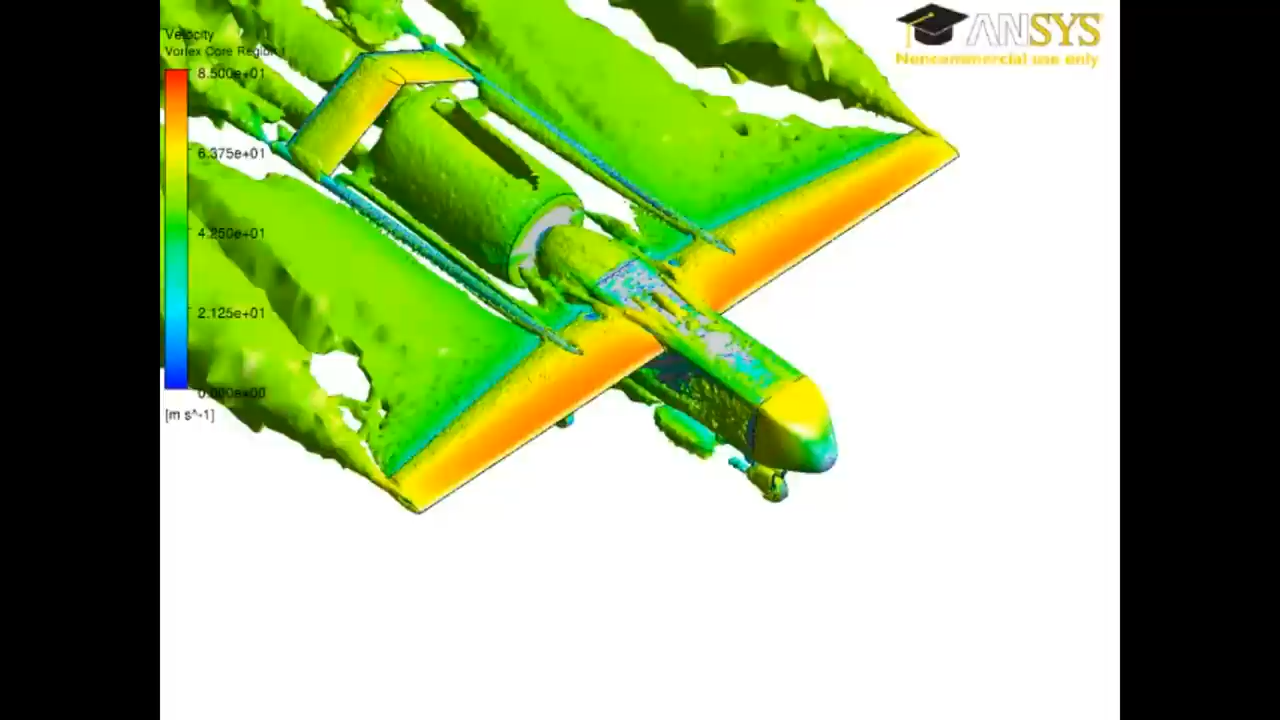 Velocity
Vortex Core Region 1
8.500e+01
6.375e+01
4.250e+01
2.125e+01
0.000e+00
[m s^-1]
ANSYS
Noncommercial use only